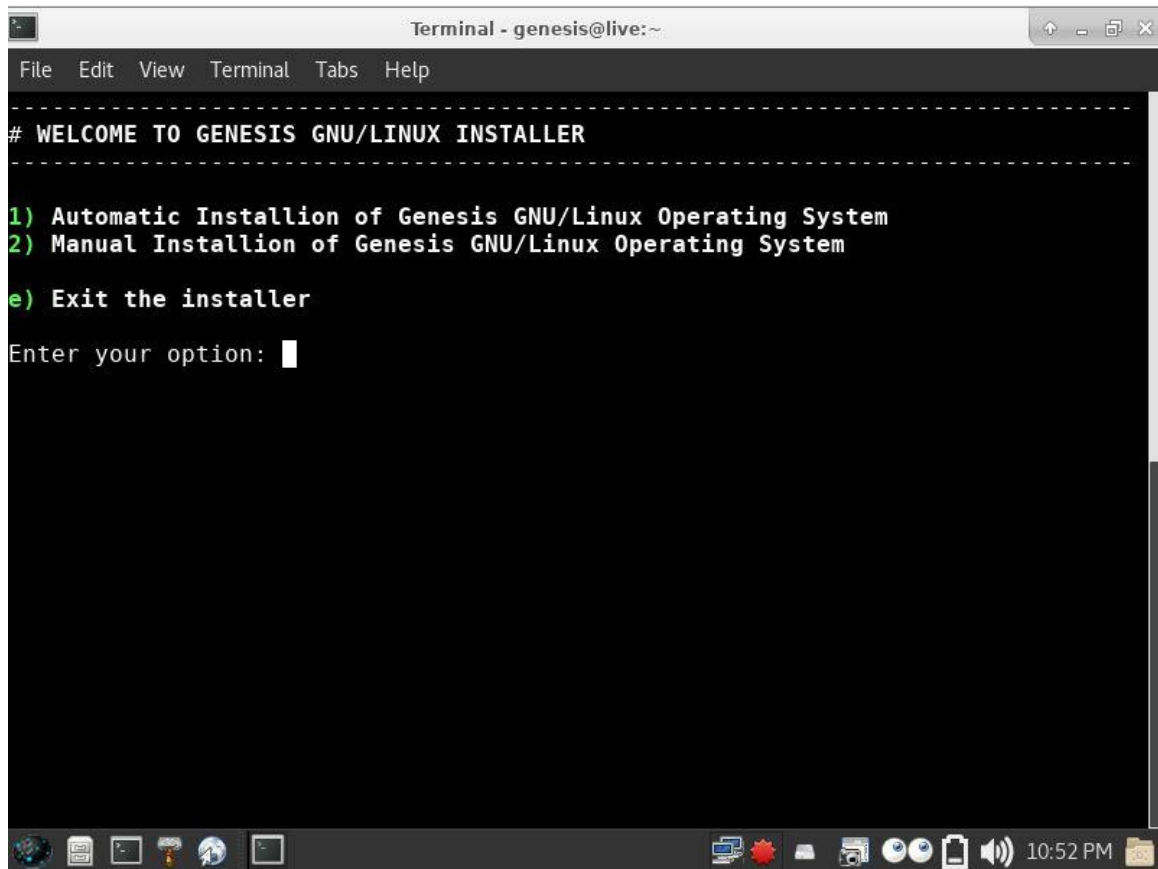 Terminal - genesis@live:~
File Edit View Terminal Tabs Help
--------------------------------------------------------------------------------
# WELCOME TO GENESIS GNU/LINUX INSTALLER
--------------------------------------------------------------------------------
1) Automatic Installion of Genesis GNU/Linux Operating System
2) Manual Installion of Genesis GNU/Linux Operating System
e) Exit the installer
Enter your option:
10:52 PM